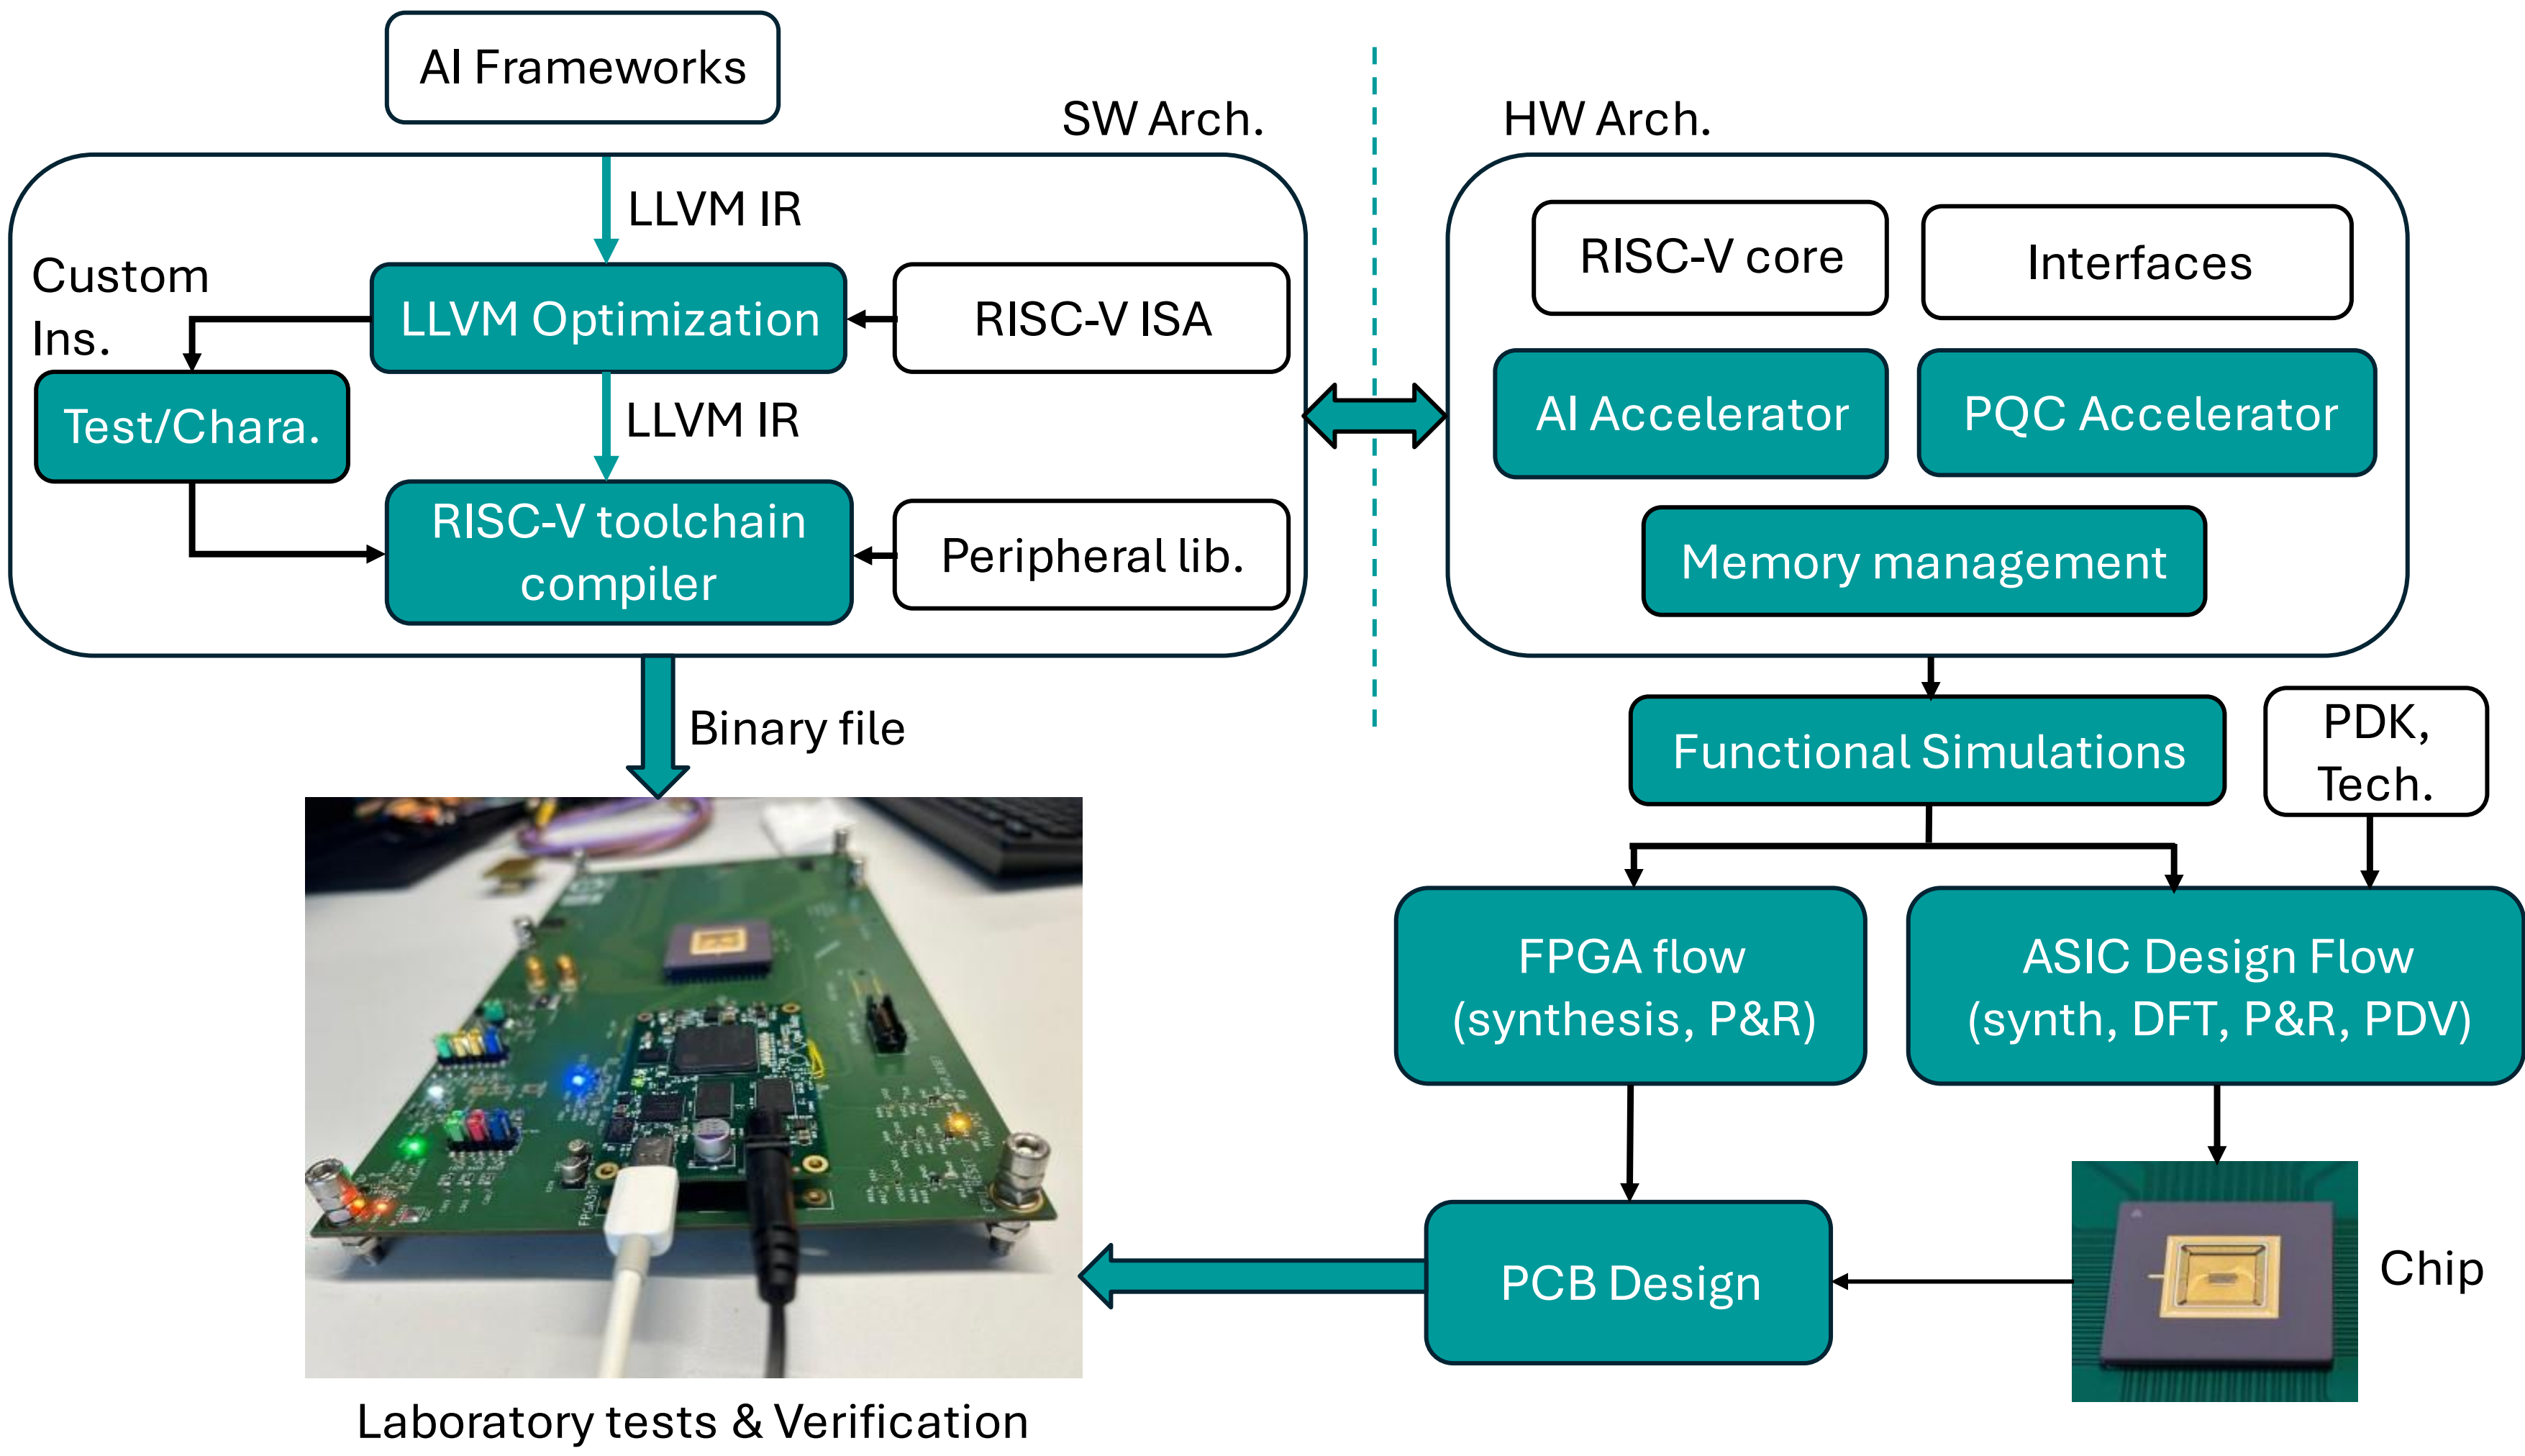 AI Frameworks
SW Arch.
HW Arch.
LLVM IR
Custom
Ins.
LLVM Optimization
RISC-V ISA
Test/Chara.
LLVM IR
RISC-V toolchain
compiler
Peripheral lib.
RISC-V core
Interfaces
AI Accelerator
PQC Accelerator
Memory management
Binary file
Functional Simulations
PDK,
Tech.
FPGA flow
(synthesis, P&R)
ASIC Design Flow
(synth, DFT, P&R, PDV)
PCB Design
Chip
Laboratory tests & Verification